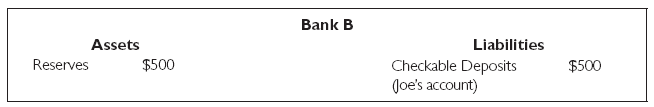 Bank B
Assets Liabilities
Reserves $500 Checkable Deposits $500
(Joe's account)